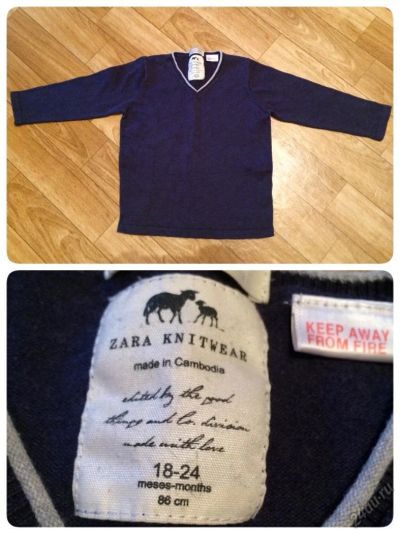 ZARA KNITWEAR
made in Cambodia
edited by the good
things and Co. division
made with love
18-24
meses-months
86 cm
KEEP AWAY
FROM FIRE